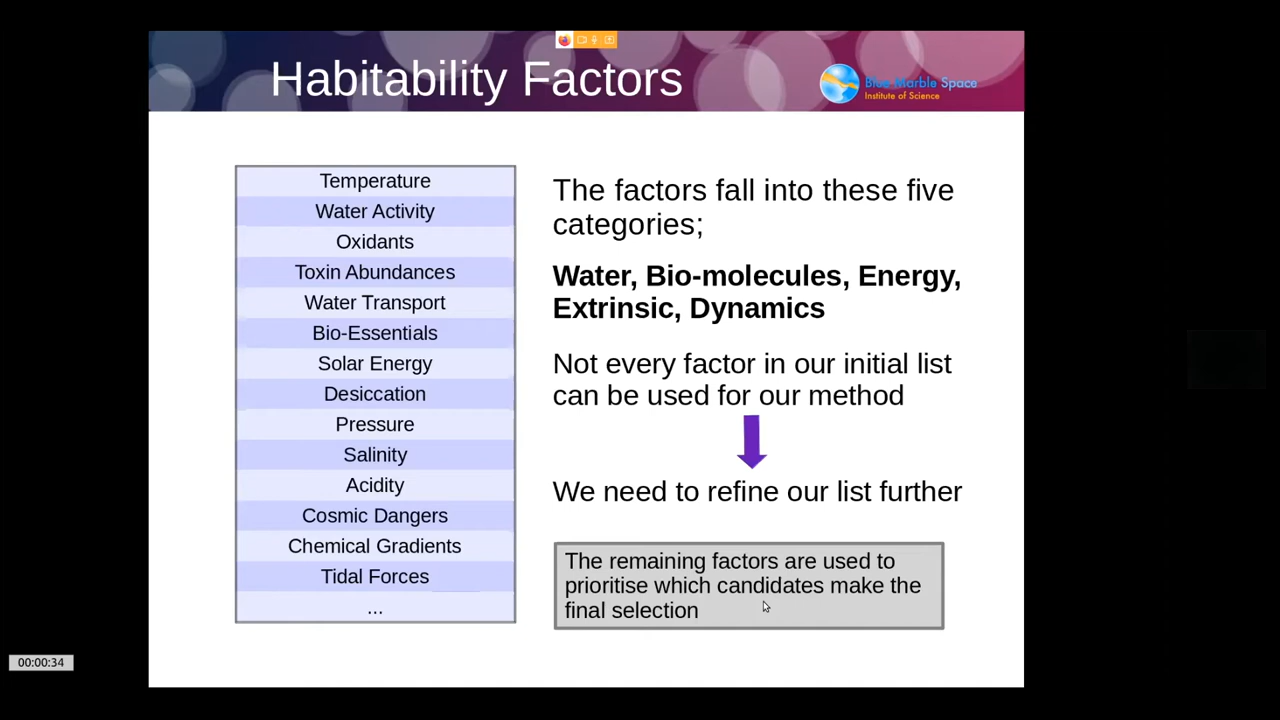 Habitability Factors
Blue Marble Space
Institute of Science
Temperature
Water Activity
Oxidants
Toxin Abundances
Water Transport
Bio-Essentials
Solar Energy
Desiccation
Pressure
Salinity
Acidity
Cosmic Dangers
Chemical Gradients
Tidal Forces
...
The factors fall into these five
categories;
Water, Bio-molecules, Energy,
Extrinsic, Dynamics
Not every factor in our initial list
can be used for our method
We need to refine our list further
The remaining factors are used to
prioritise which candidates make the
final selection
00:00:34